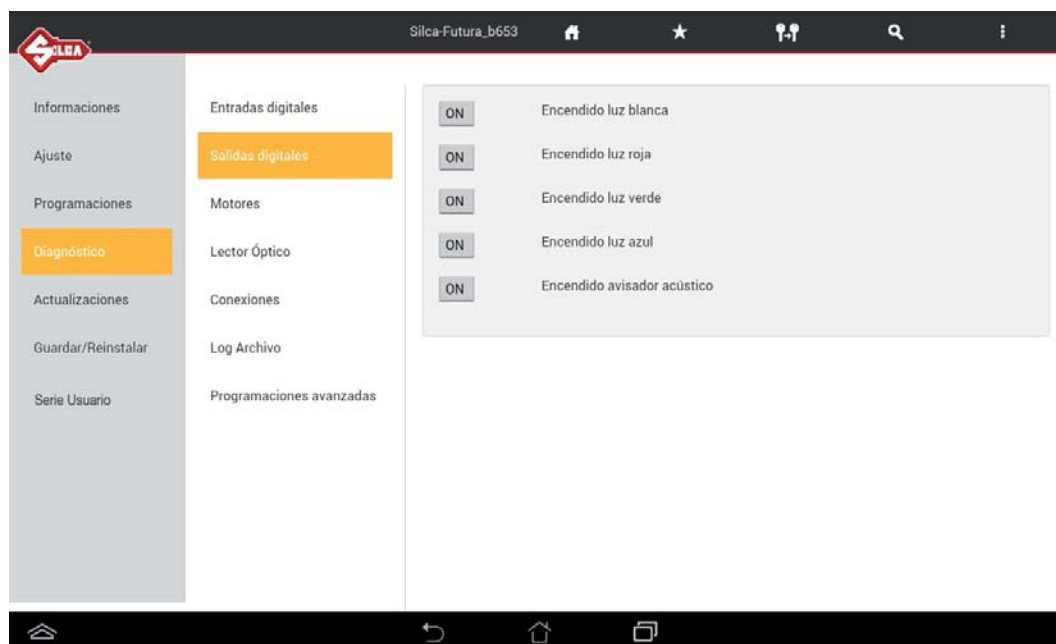 Silca-Futura_b653
SILCA
Informaciones
Ajuste
Programaciones
Diagnóstico
Actualizaciones
Guardar/Reinstalar
Serie Usuario
Entradas digitales
Salidas digitales
Motores
Lector Óptico
Conexiones
Log Archivo
Programaciones avanzadas
ON Encendido luz blanca
ON Encendido luz roja
ON Encendido luz verde
ON Encendido luz azul
ON Encendido avisador acústico